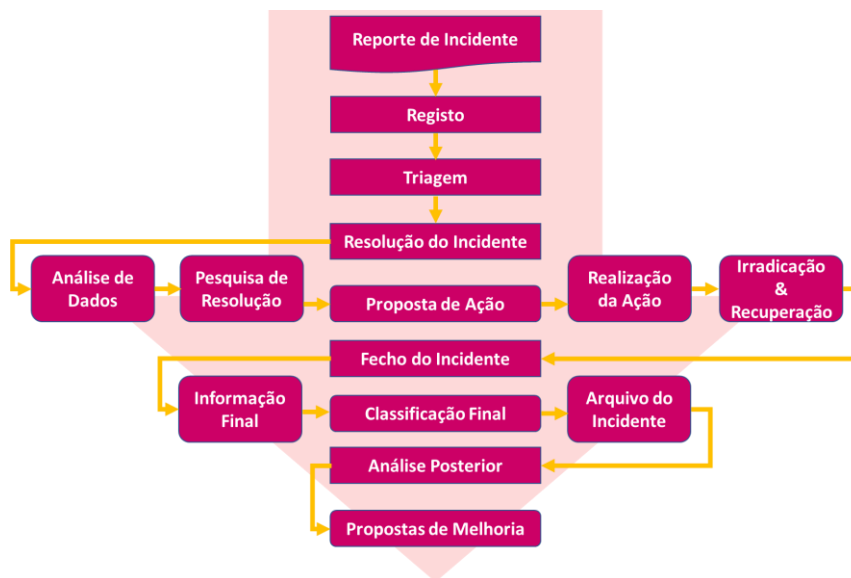 Reporte de Incidente
Registo
Triagem
Resolução do Incidente
Análise de
Dados
Pesquisa de
Resolução
Proposta de Ação
Realização
da Ação
Irradicação
&
Recuperação
Fecho do Incidente
Informação
Final
Classificação Final
Arquivo do
Incidente
Análise Posterior
Propostas de Melhoria